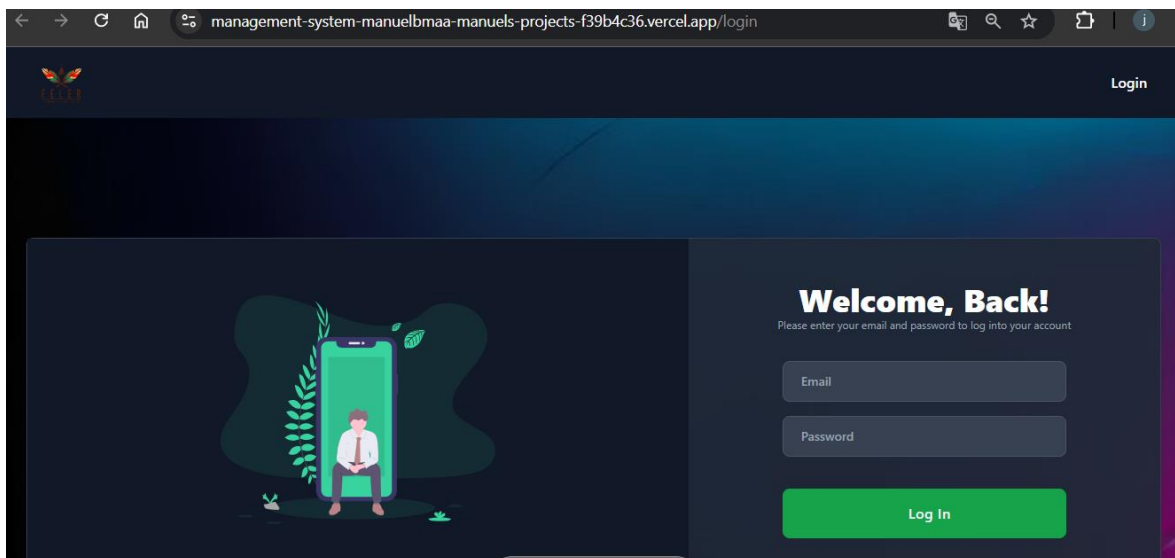 management-system-manuelbmaa-manuels-projects-f39b4c36.vercel.app/login
j
Login
Welcome, Back!
Please enter your email and password to log into your account
Email
Password
Log In